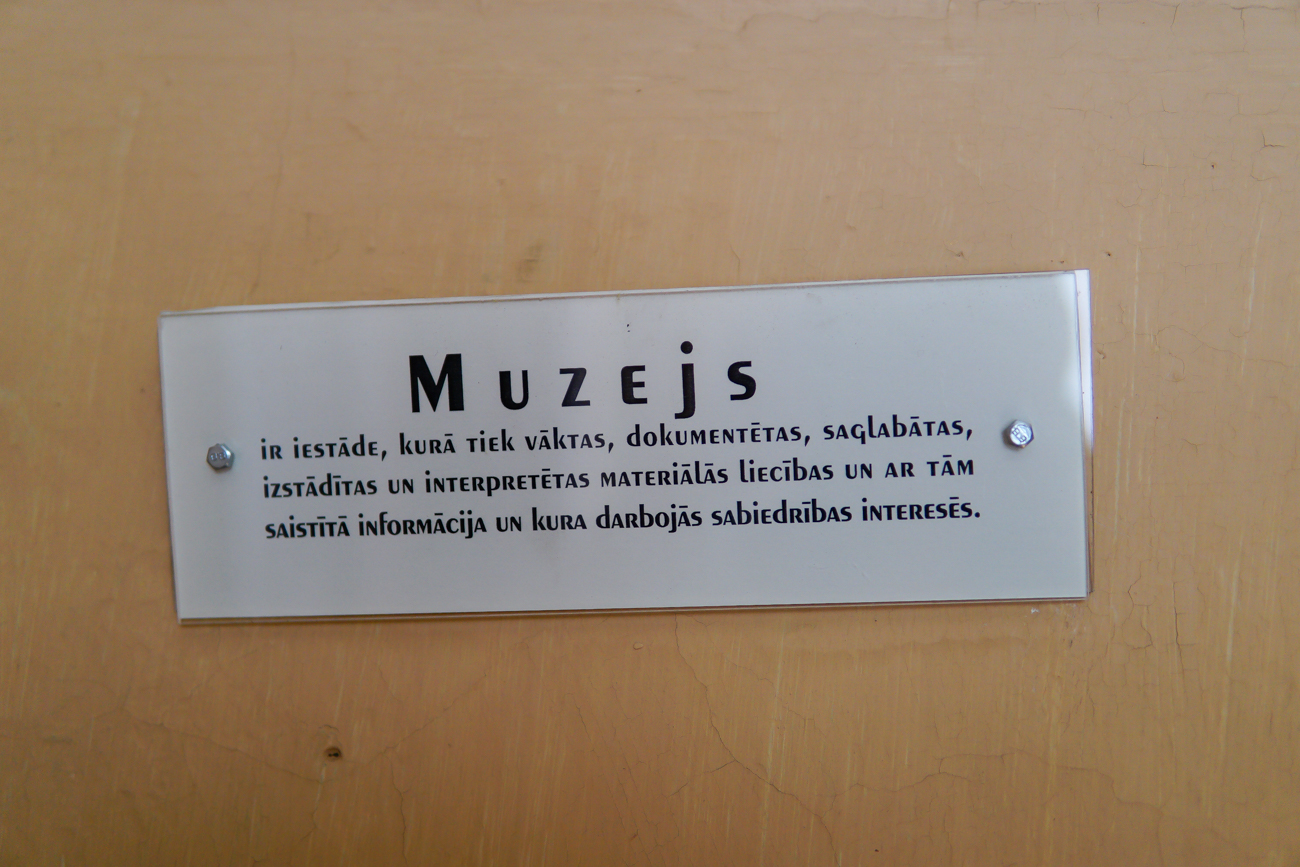 Muzejs
ir iestāde, kurā tiek vāktas, dokumentētas, saglabātas,
izstādītas un interpretētas materiālās liecības un ar tām
saistītā informācija un kura darbojās sabiedrības interesēs.